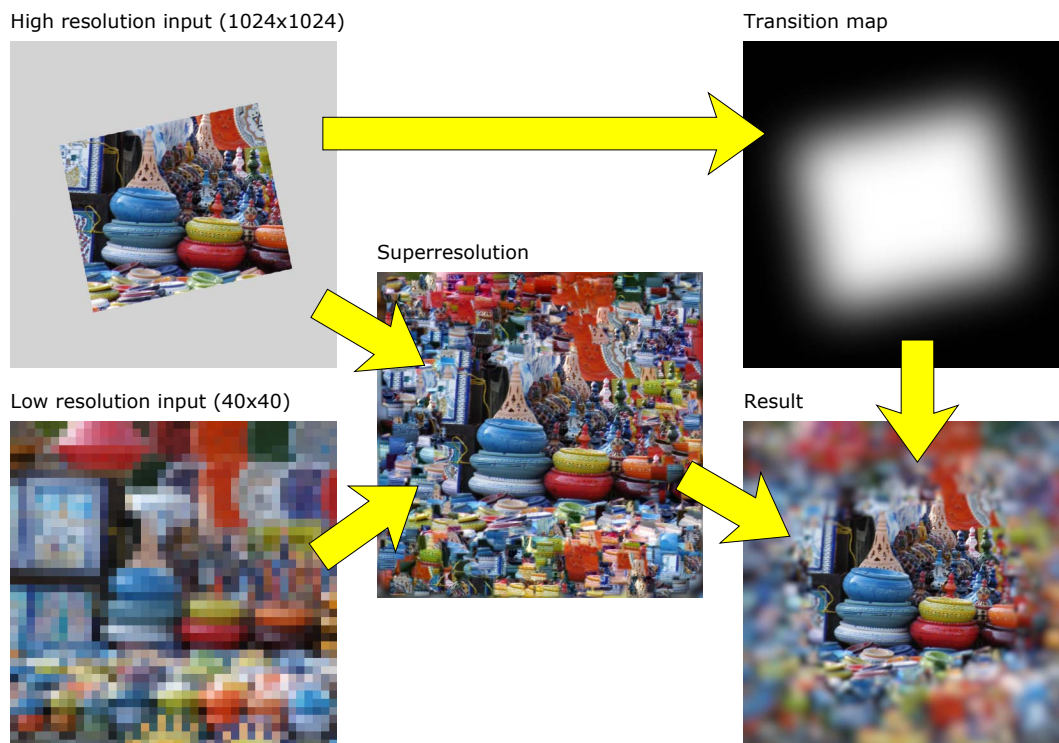 High resolution input (1024x1024)
Transition map
Superresolution
Low resolution input (40x40)
Result